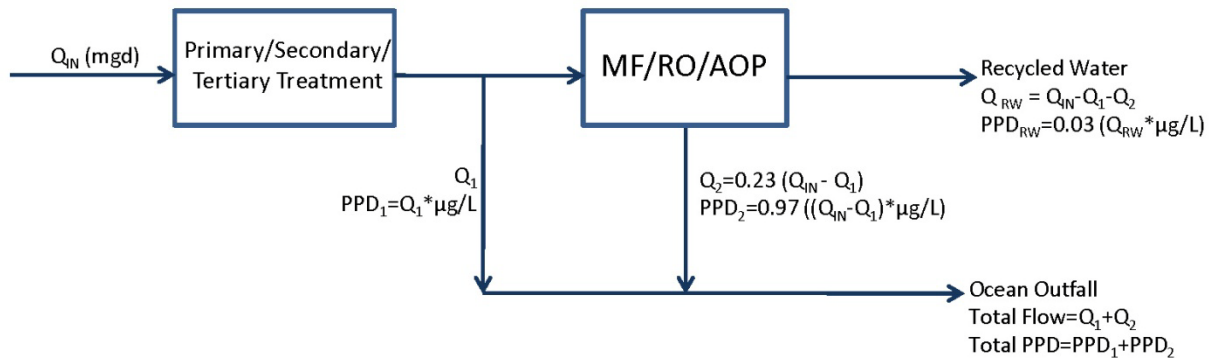 Q_IN (mgd)
Primary/Secondary/
Tertiary Treatment
MF/RO/AOP
Recycled Water
Q_RW = Q_IN-Q_1-Q_2
PPD_RW=0.03 (Q_RW*µg/L)
Q_1
PPD_1=Q_1*µg/L
Q_2=0.23 (Q_IN - Q_1)
PPD_2=0.97 ((Q_IN-Q_1)*µg/L)
Ocean Outfall
Total Flow=Q_1+Q_2
Total PPD=PPD_1+PPD_2